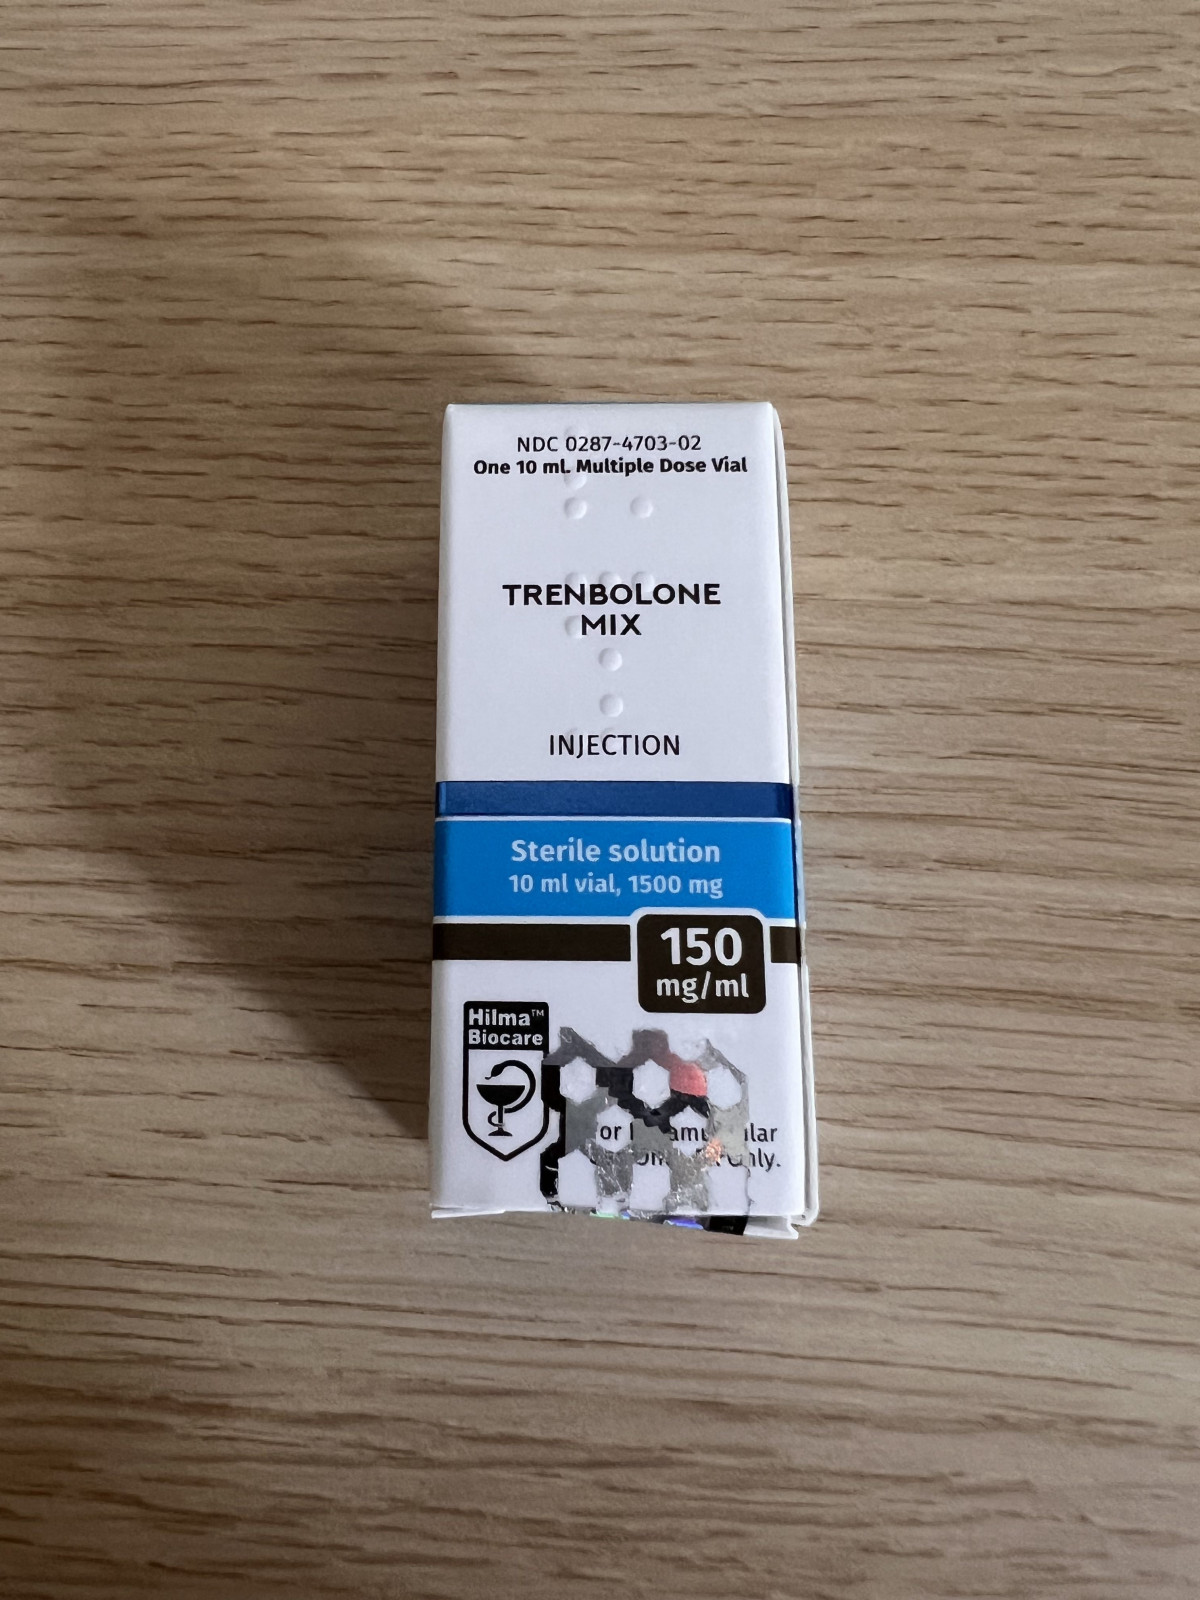 NDC 0287-4703-02
One 10 mL Multiple Dose Vial
TRENBOLONE
MIX
INJECTION
Sterile solution
10 ml vial, 1500 mg
150
mg/ml
Hilma™
Biocare